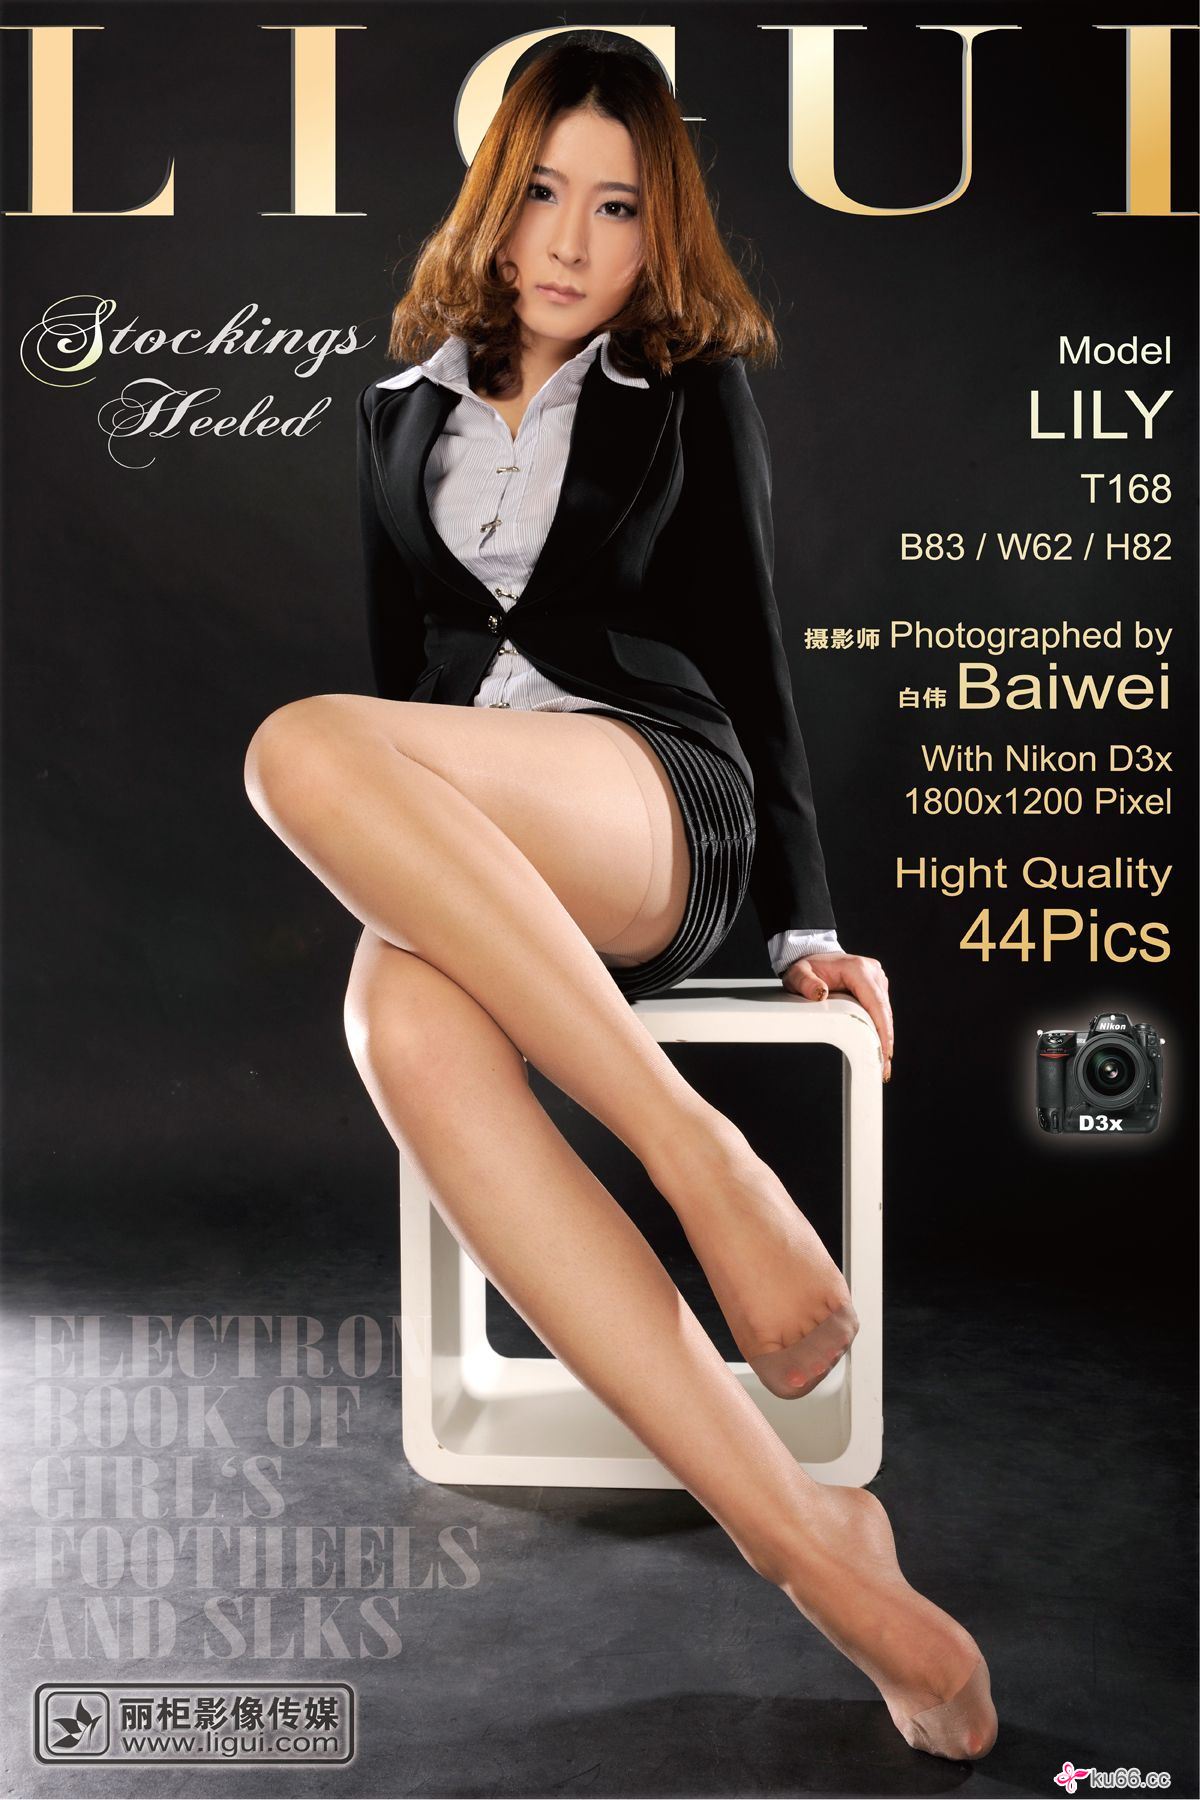 LIGUI
Stockings
Heeled
Model
LILY
T168
B83 / W62 / H82
摄影师 Photographed by
白伟 Baiwei
With Nikon D3x
1800x1200 Pixel
Hight Quality
44Pics
Nikon
D3x
ELECTRON
BOOK OF
GIRL'S
FOOTHEELS
AND SLKS
丽柜影像传媒
www.ligui.com
ku66.cc